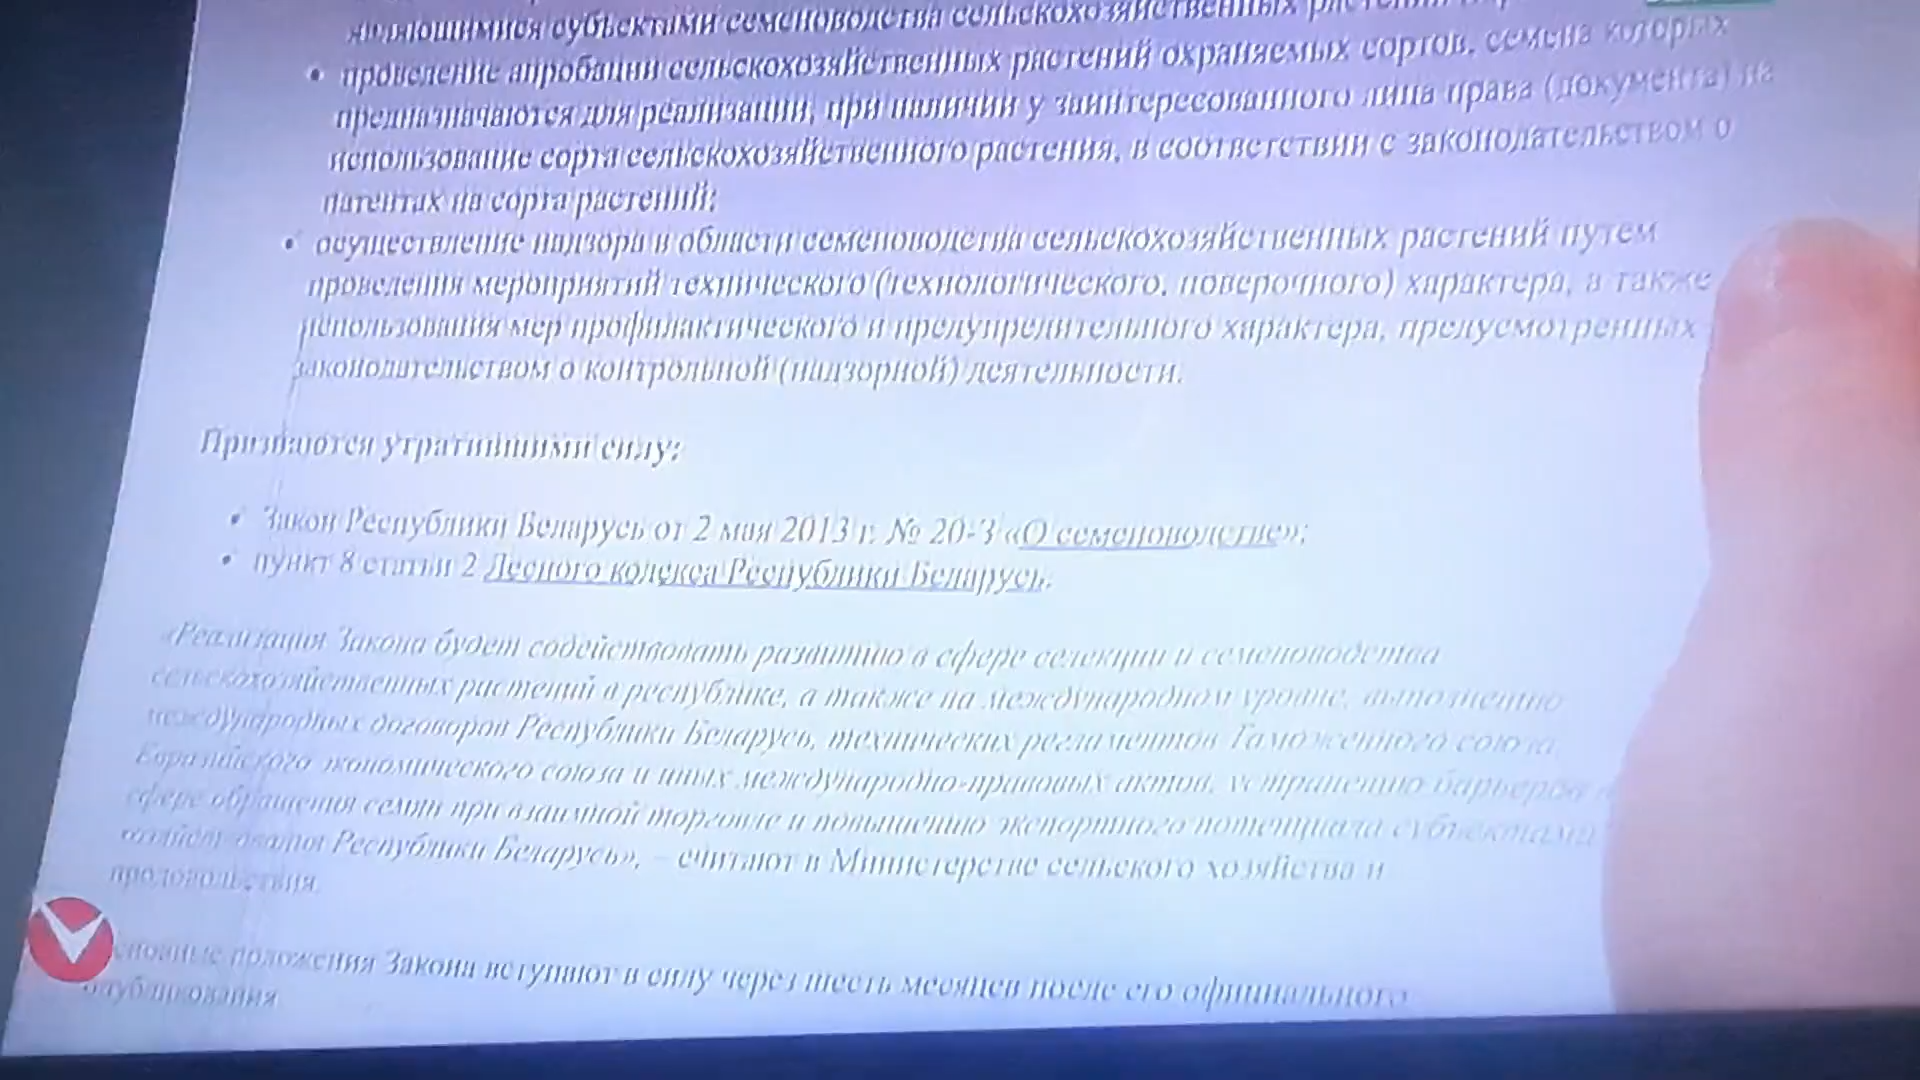 являющимися субъектами семеноводства сельскохозяйственных растений
• проведение апробации сельскохозяйственных растений охраняемых сортов, семена которых
предназначаются для реализации, при наличии у заинтересованного лица права (документа) на
использование сорта сельскохозяйственного растения, в соответствии с законодательством о
патентах на сорта растений;
• осуществление надзора в области семеноводства сельскохозяйственных растений путем
проведения мероприятий технического (технологического, поверочного) характера, а также
использования мер профилактического и предупредительного характера, предусмотренных
законодательством о контрольной (надзорной) деятельности.
Признаются утратившими силу:
• Закон Республики Беларусь от 2 мая 2013 г. № 20-З «О семеноводстве»;
• пункт 8 статьи 2 Лесного кодекса Республики Беларусь.
«Реализация Закона будет содействовать развитию в сфере селекции и семеноводства
сельскохозяйственных растений в республике, а также на международном уровне, выполнению
международных договоров Республики Беларусь, технических регламентов Таможенного союза,
Евразийского экономического союза и иных международно-правовых актов, устранению барьеров
сфере обращения семян при взаимной торговле и повышению экспортного потенциала субъектами
хозяйствования Республики Беларусь», – считают в Министерстве сельского хозяйства и
продовольствия.
сновные положения Закона вступают в силу через шесть месяцев после его официального
опубликования